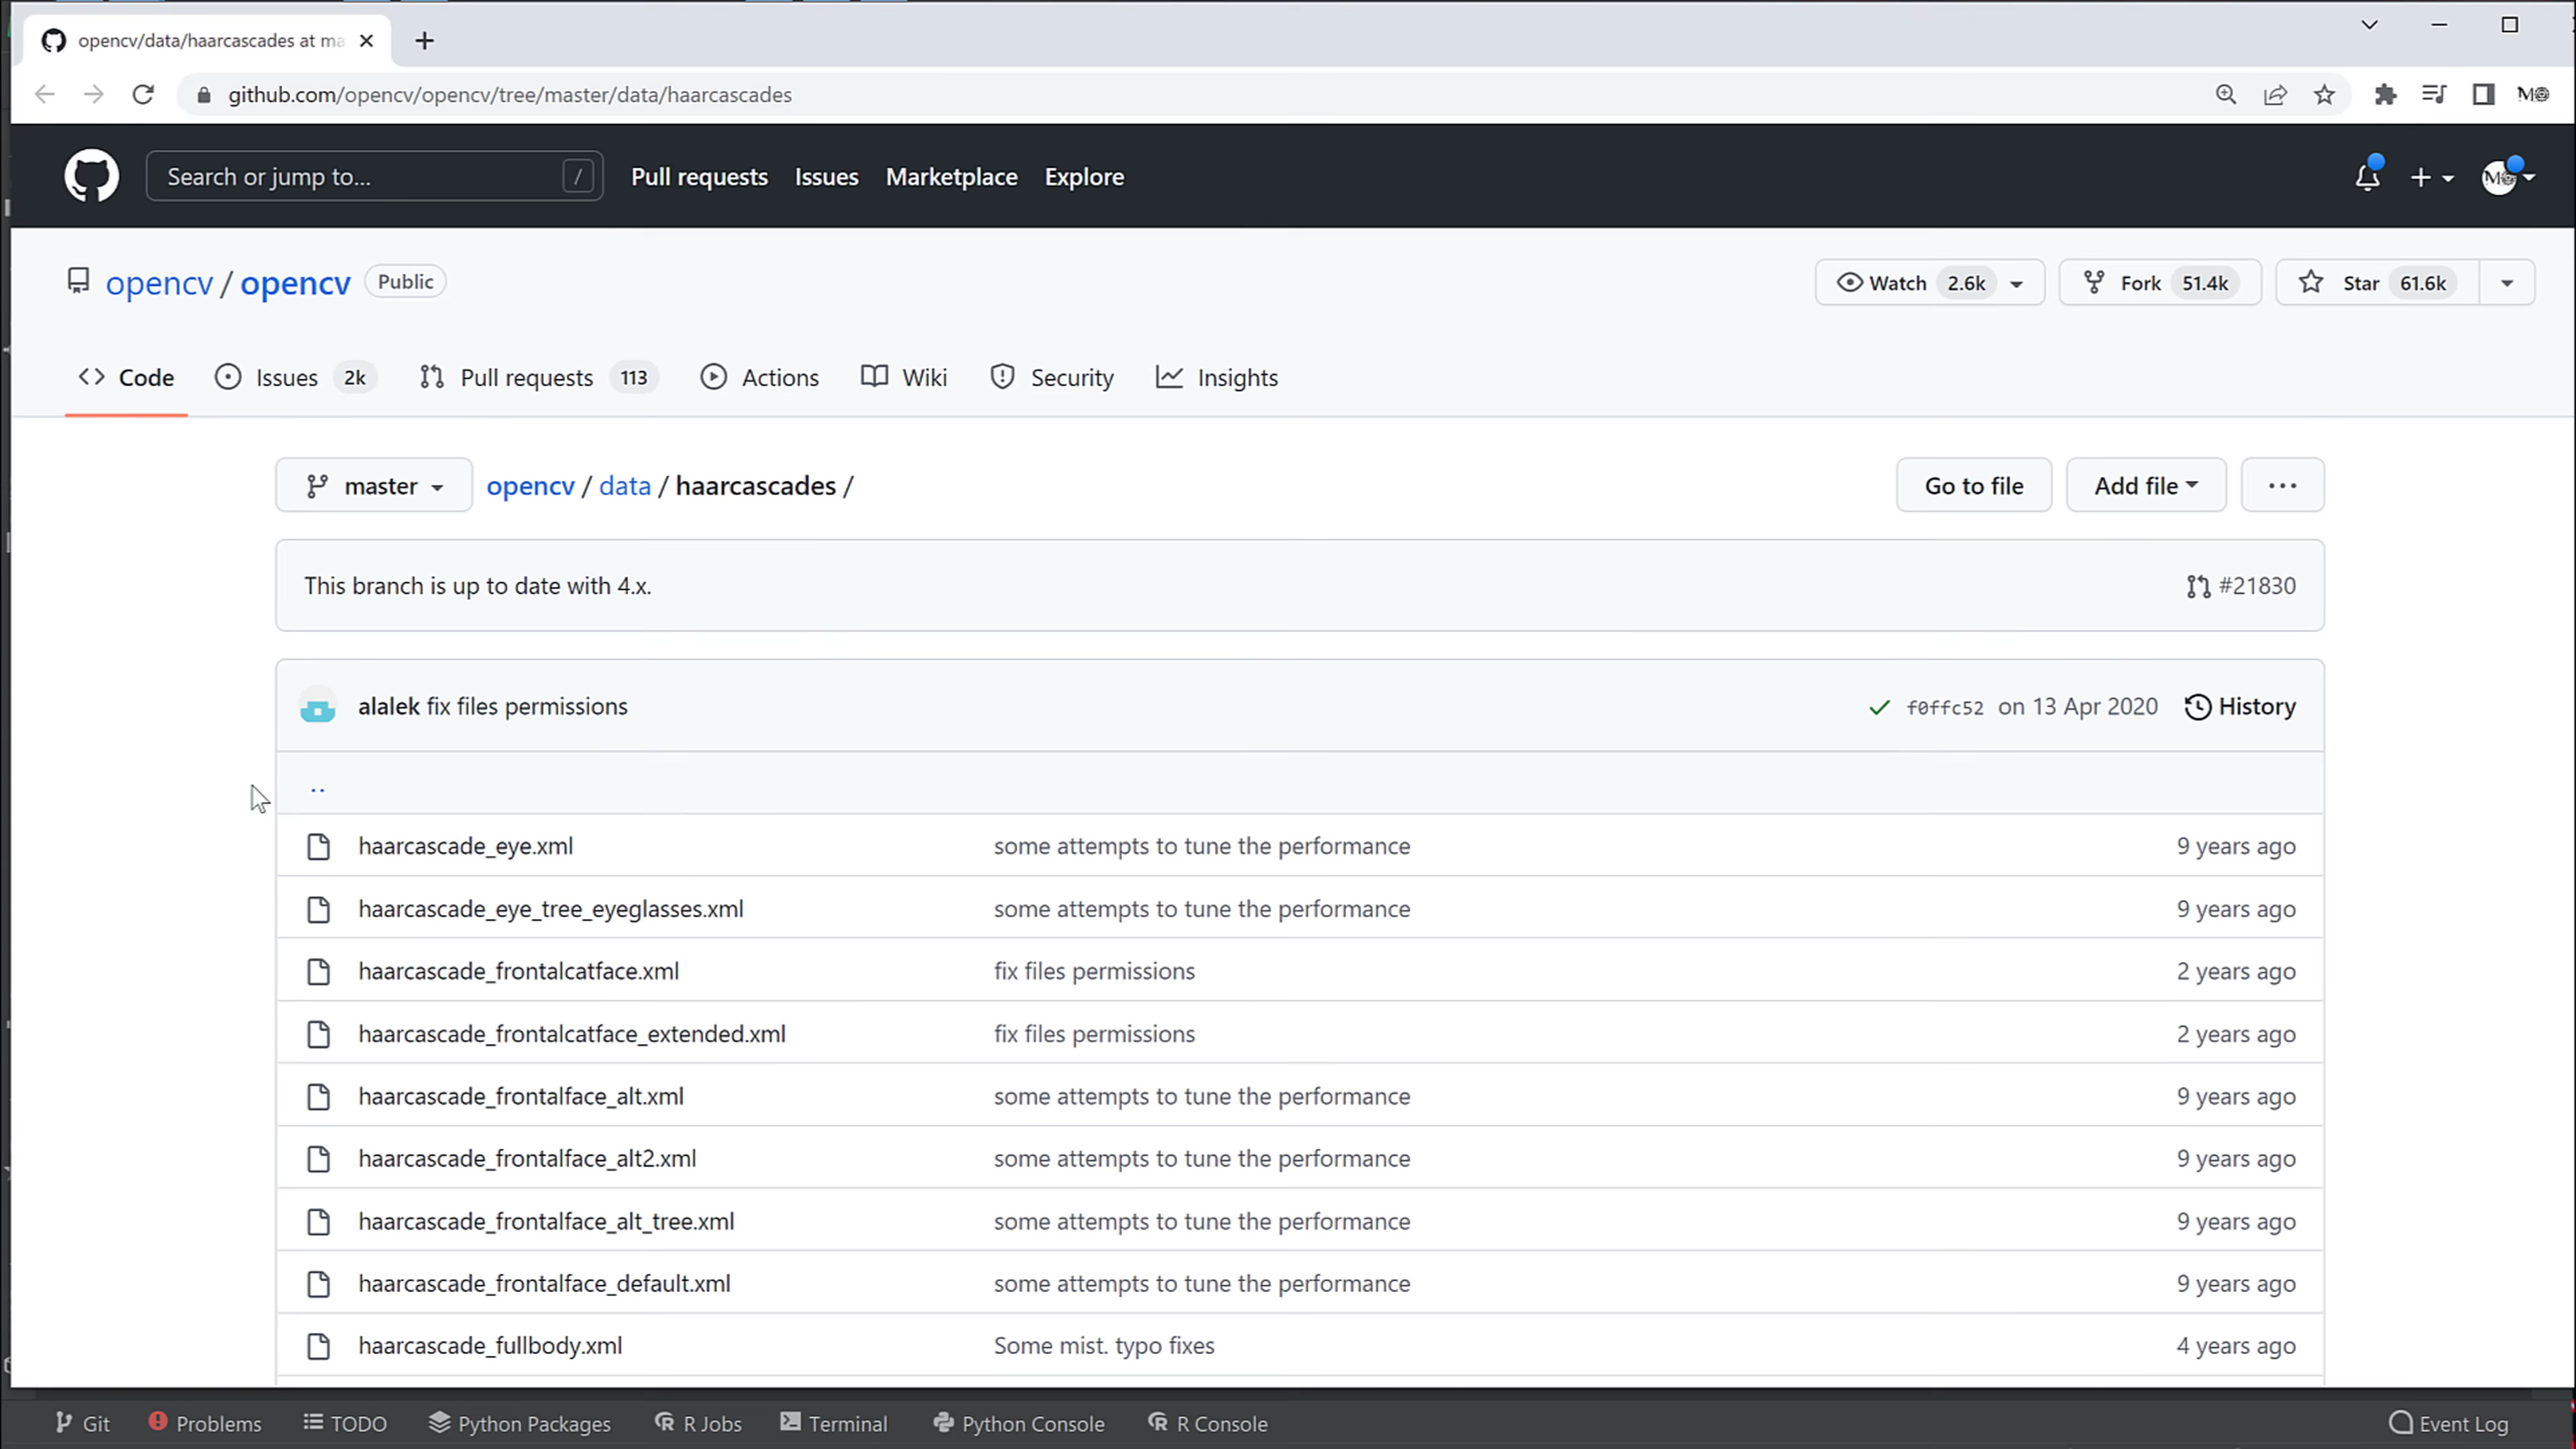 opencv/data/haarcascades at ma
github.com/opencv/opencv/tree/master/data/haarcascades
Search or jump to... /
Pull requests Issues Marketplace Explore
opencv / opencv Public
Watch 2.6k Fork 51.4k Star 61.6k
Code Issues 2k Pull requests 113 Actions Wiki Security Insights
master opencv / data / haarcascades / Go to file Add file ...
This branch is up to date with 4.x. #21830
alalek fix files permissions f0ffc52 on 13 Apr 2020 History
..
haarcascade_eye.xml some attempts to tune the performance 9 years ago
haarcascade_eye_tree_eyeglasses.xml some attempts to tune the performance 9 years ago
haarcascade_frontalcatface.xml fix files permissions 2 years ago
haarcascade_frontalcatface_extended.xml fix files permissions 2 years ago
haarcascade_frontalface_alt.xml some attempts to tune the performance 9 years ago
haarcascade_frontalface_alt2.xml some attempts to tune the performance 9 years ago
haarcascade_frontalface_alt_tree.xml some attempts to tune the performance 9 years ago
haarcascade_frontalface_default.xml some attempts to tune the performance 9 years ago
haarcascade_fullbody.xml Some mist. typo fixes 4 years ago
Git Problems TODO Python Packages R Jobs Terminal Python Console R Console Event Log